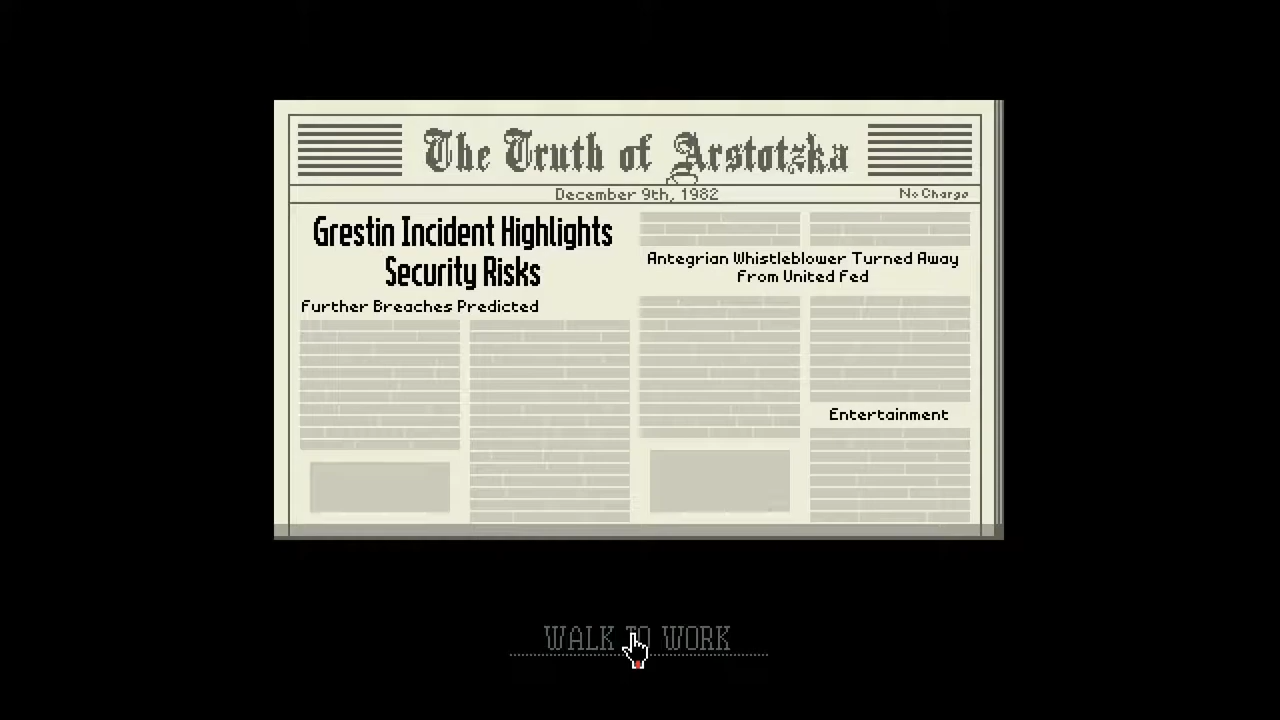 The Truth of Arstotzka
December 9th, 1982
No Charge
Grestin Incident Highlights
Security Risks
Further Breaches Predicted
Antegrian Whistleblower Turned Away
From United Fed
Entertainment
WALK TO WORK